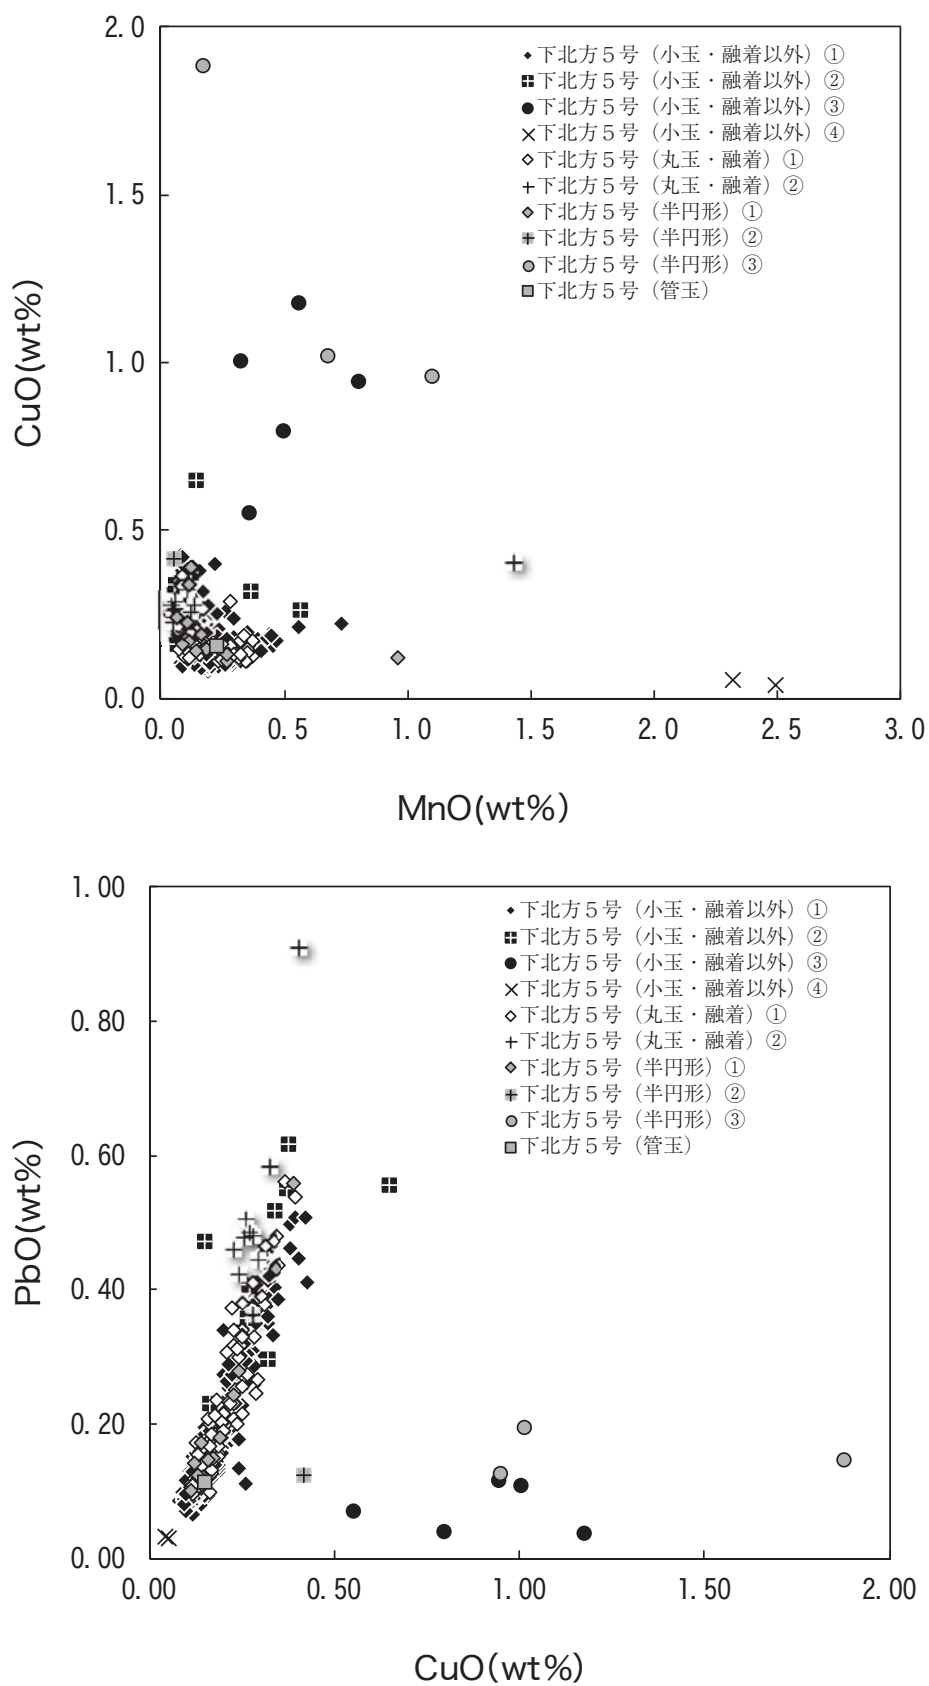 2.0
1.5
1.0
0.5
0.0
CuO(wt%)
下北方５号（小玉・融着以外）①
下北方５号（小玉・融着以外）②
下北方５号（小玉・融着以外）③
下北方５号（小玉・融着以外）④
下北方５号（丸玉・融着）①
下北方５号（丸玉・融着）②
下北方５号（半円形）①
下北方５号（半円形）②
下北方５号（半円形）③
下北方５号（管玉）
0.0 0.5 1.0 1.5 2.0 2.5 3.0
MnO(wt%)
1.00
0.80
0.60
0.40
0.20
0.00
PbO(wt%)
下北方５号（小玉・融着以外）①
下北方５号（小玉・融着以外）②
下北方５号（小玉・融着以外）③
下北方５号（小玉・融着以外）④
下北方５号（丸玉・融着）①
下北方５号（丸玉・融着）②
下北方５号（半円形）①
下北方５号（半円形）②
下北方５号（半円形）③
下北方５号（管玉）
0.00 0.50 1.00 1.50 2.00
CuO(wt%)